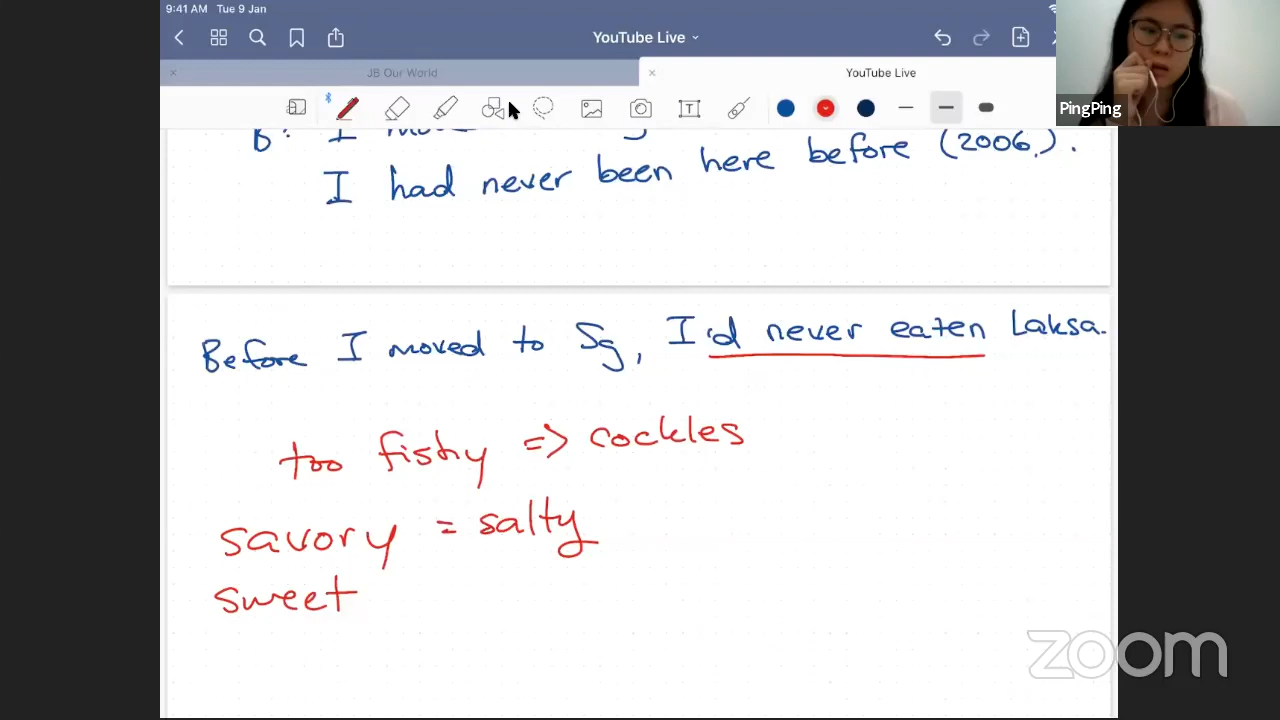 9:41 AM Tue 9 Jan
YouTube Live
JB Our World
YouTube Live
PingPing
B: I
I had never been here before (2006.).
Before I moved to Sg, I'd never eaten Laksa.
too fishy => cockles
savory = salty
sweet
zoom